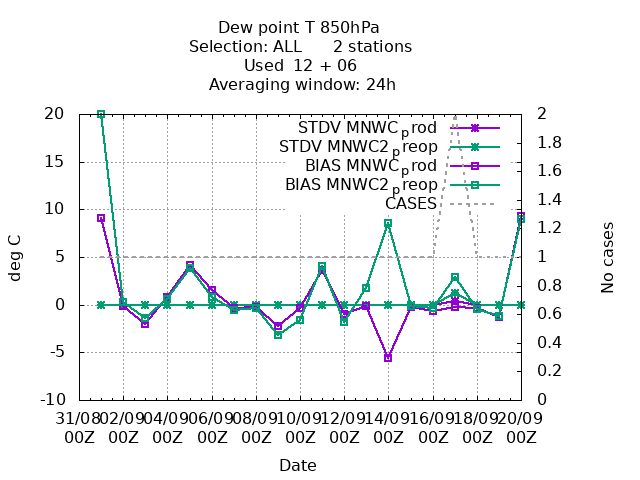 Dew point T 850hPa
Selection: ALL 2 stations
Used 12 + 06
Averaging window: 24h
STDV MNWC_prod
STDV MNWC2_preop
BIAS MNWC_prod
BIAS MNWC2_preop
CASES
20
15
10
5
0
-5
-10
deg C
2
1.8
1.6
1.4
1.2
1
0.8
0.6
0.4
0.2
0
No cases
31/08 02/09 04/09 06/09 08/09 10/09 12/09 14/09 16/09 18/09 20/09
00Z 00Z 00Z 00Z 00Z 00Z 00Z 00Z 00Z 00Z 00Z
Date